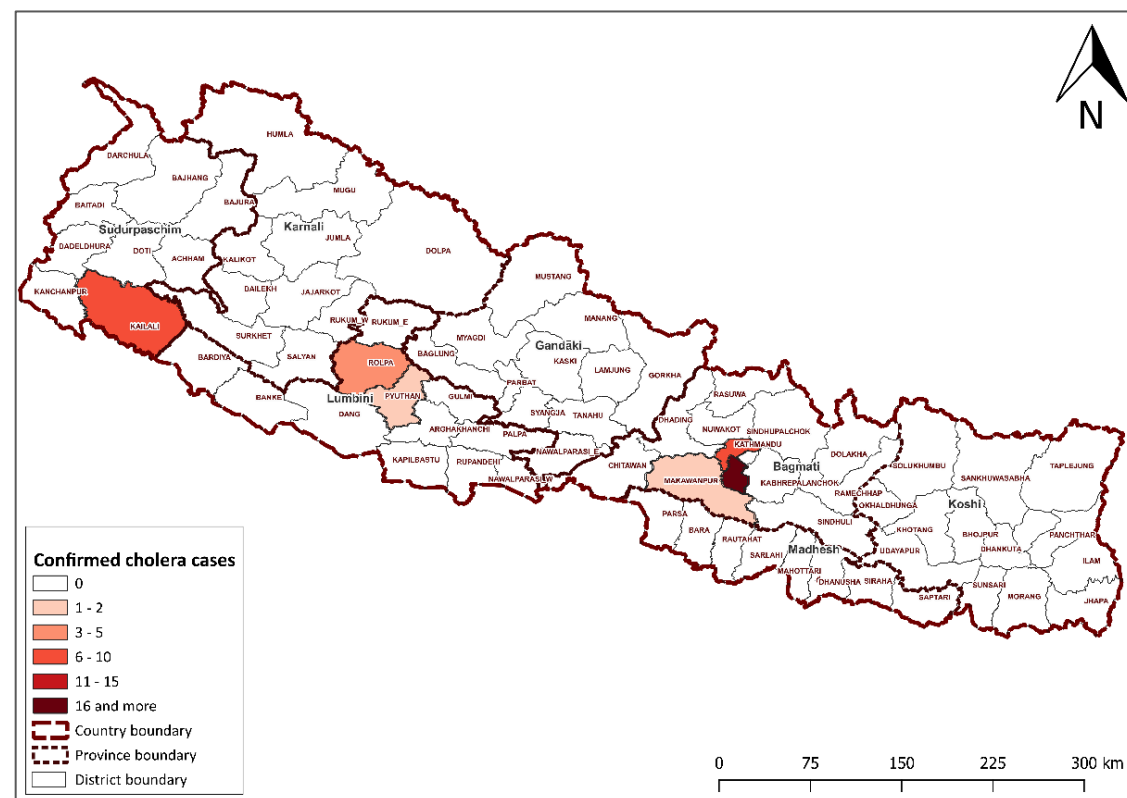 N
HUMLA
DARCHULA
BAJHANG
MUGU
BAITADI
BAJURA
Sudurpaschim
Karnali
JUMLA
DADELDHURA
DOTI
ACHHAM
KALIKOT
DOLPA
MUSTANG
KANCHANPUR
DAILEKH
JAJARKOT
MANANG
KAILALI
RUKUM_W
RUKUM_E
SURKHET
MYAGDI
Gandaki
BARDIYA
SALYAN
ROLPA
BAGLUNG
KASKI
LAMJUNG
GORKHA
PARBAT
BANKE
Lumbini
PYUTHAN
GULMI
RASUWA
DANG
SYANGJA
TANAHU
DHADING
NUWAKOT
SINDHUPALCHOK
ARGHAKHANCHI
PALPA
KATHMANDU
DOLAKHA
NAWALPARASI_E
KAPILBASTU
RUPANDEHI
CHITAWAN
Bagmati
SOLUKHUMBU
TAPLEJUNG
NAWALPARASI_W
MAKAWANPUR
KABHREPALANCHOK
SANKHUWASABHA
RAMECHHAP
OKHALDHUNGA
Koshi
PARSA
BARA
SINDHULI
KHOTANG
BHOJPUR
PANCHTHAR
RAUTAHAT
SARLAHI
Madhesh
UDAYAPUR
DHANKUTA
ILAM
MAHOTTARI
DHANUSHA
SIRAHA
SAPTARI
SUNSARI
MORANG
JHAPA
Confirmed cholera cases
0
1 - 2
3 - 5
6 - 10
11 - 15
16 and more
Country boundary
Province boundary
District boundary
0 75 150 225 300 km